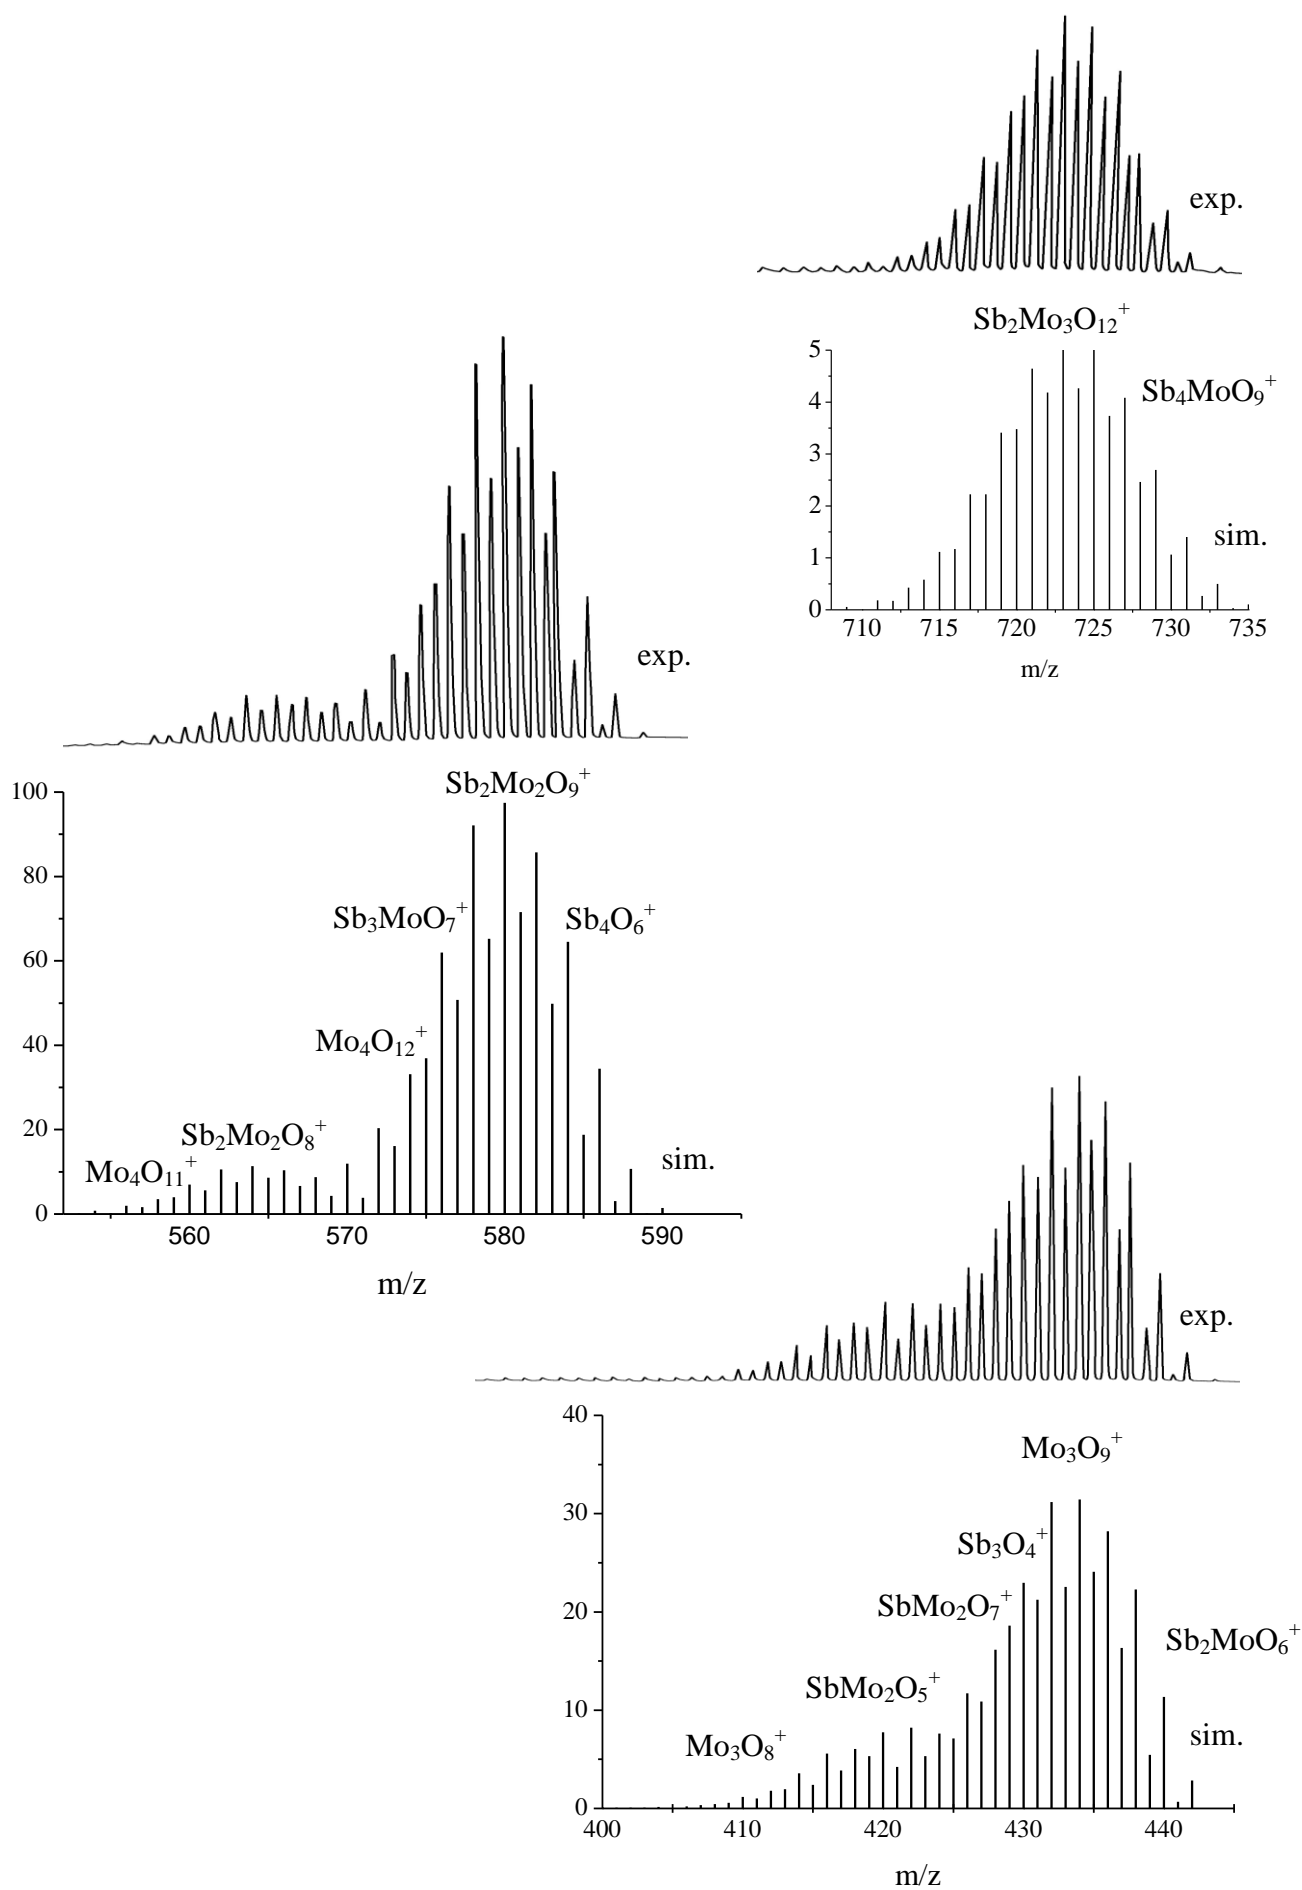 exp.
Sb₂Mo₃O₁₂⁺
5
Sb₄MoO₉⁺
4
3
2
sim.
1
0
710 715 720 725 730 735
m/z
exp.
Sb₂Mo₂O₉⁺
100
80
Sb₃MoO₇⁺ Sb₄O₆⁺
60
40
Mo₄O₁₂⁺
20
Sb₂Mo₂O₈⁺
Mo₄O₁₁⁺
sim.
0
560 570 580 590
m/z
exp.
40
Mo₃O₉⁺
30
Sb₃O₄⁺
SbMo₂O₇⁺
20
Sb₂MoO₆⁺
SbMo₂O₅⁺
10
Mo₃O₈⁺
sim.
0
400 410 420 430 440
m/z